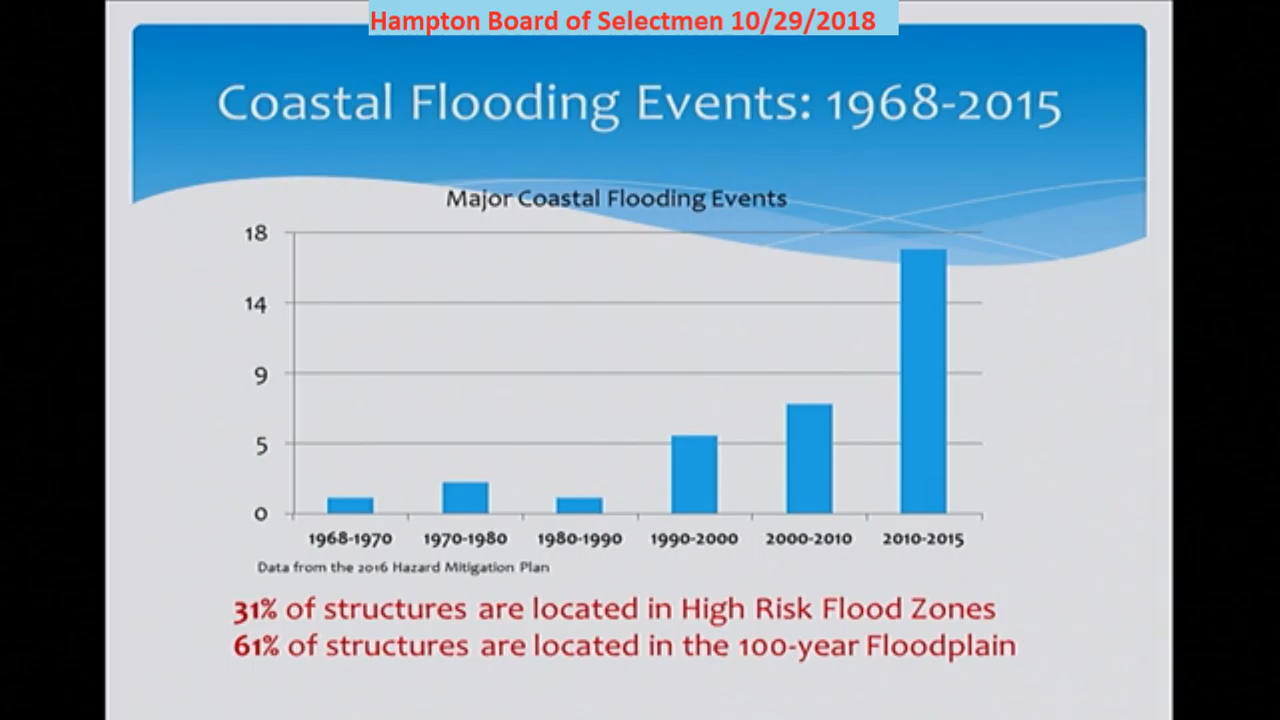 Hampton Board of Selectmen 10/29/2018
Coastal Flooding Events: 1968-2015
Major Coastal Flooding Events
18
14
9
5
0
1968-1970 1970-1980 1980-1990 1990-2000 2000-2010 2010-2015
Data from the 2016 Hazard Mitigation Plan
31% of structures are located in High Risk Flood Zones
61% of structures are located in the 100-year Floodplain